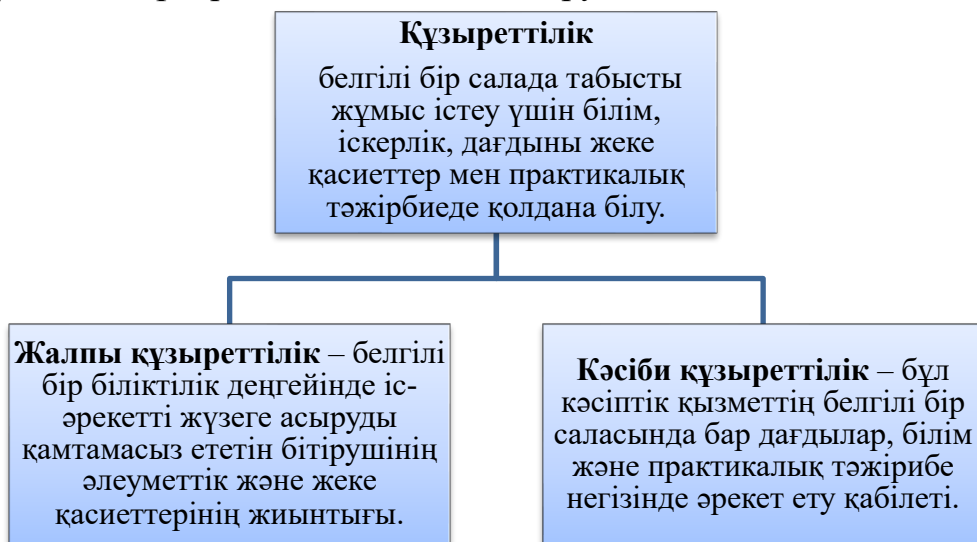 Құзыреттілік
белгілі бір салада табысты
жұмыс істеу үшін білім,
іскерлік, дағдыны жеке
қасиеттер мен практикалық
тәжірбиеде қолдана білу.
Жалпы құзыреттілік – белгілі
бір біліктілік деңгейінде іс-
әрекетті жүзеге асыруды
қамтамасыз ететін бітірушінің
әлеуметтік және жеке
қасиеттерінің жиынтығы.
Кәсіби құзыреттілік – бұл
кәсіптік қызметтің белгілі бір
саласында бар дағдылар, білім
және практикалық тәжірибе
негізінде әрекет ету қабілеті.